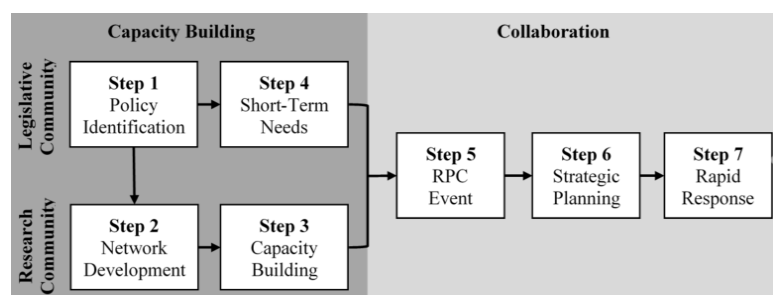 Capacity Building
Collaboration
Legislative
Community
Step 1
Policy
Identification
Step 4
Short-Term
Needs
Step 5
RPC
Event
Step 6
Strategic
Planning
Step 7
Rapid
Response
Research
Community
Step 2
Network
Development
Step 3
Capacity
Building